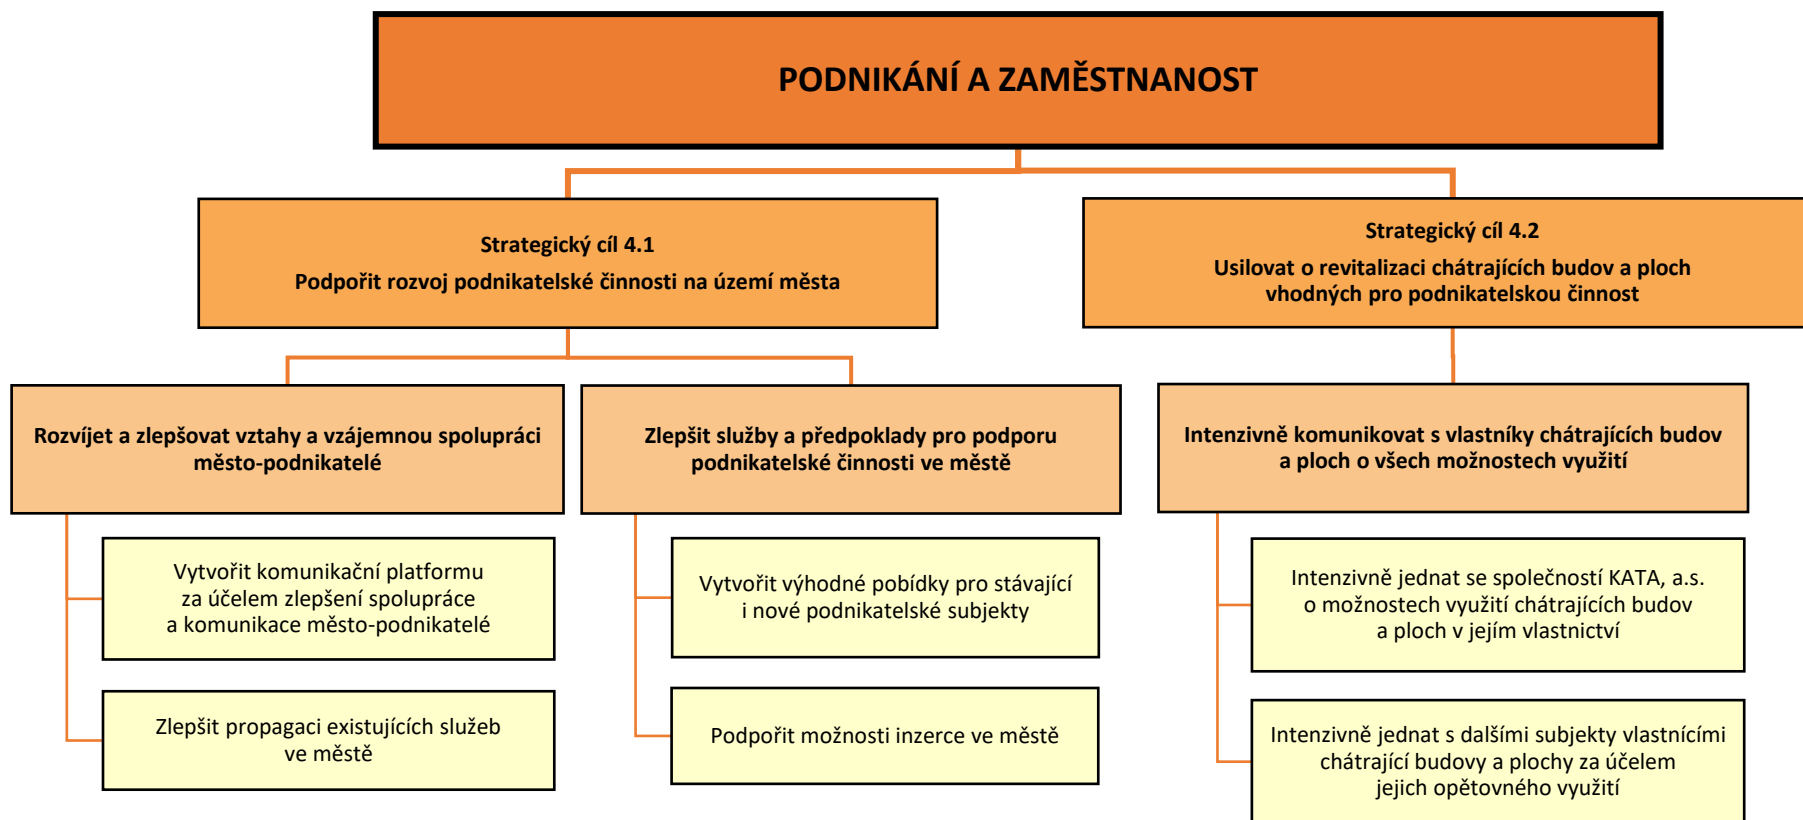 PODNIKÁNÍ A ZAMĚSTNANOST
Strategický cíl 4.1
Podpořit rozvoj podnikatelské činnosti na území města
Strategický cíl 4.2
Usilovat o revitalizaci chátrajících budov a ploch
vhodných pro podnikatelskou činnost
Rozvíjet a zlepšovat vztahy a vzájemnou spolupráci
město-podnikatelé
Zlepšit služby a předpoklady pro podporu
podnikatelské činnosti ve městě
Intenzivně komunikovat s vlastníky chátrajících budov
a ploch o všech možnostech využití
Vytvořit komunikační platformu
za účelem zlepšení spolupráce
a komunikace město-podnikatelé
Zlepšit propagaci existujících služeb
ve městě
Vytvořit výhodné pobídky pro stávající
i nové podnikatelské subjekty
Podpořit možnosti inzerce ve městě
Intenzivně jednat se společností KATA, a.s.
o možnostech využití chátrajících budov
a ploch v jejím vlastnictví
Intenzivně jednat s dalšími subjekty vlastnícími
chátrající budovy a plochy za účelem
jejich opětovného využití